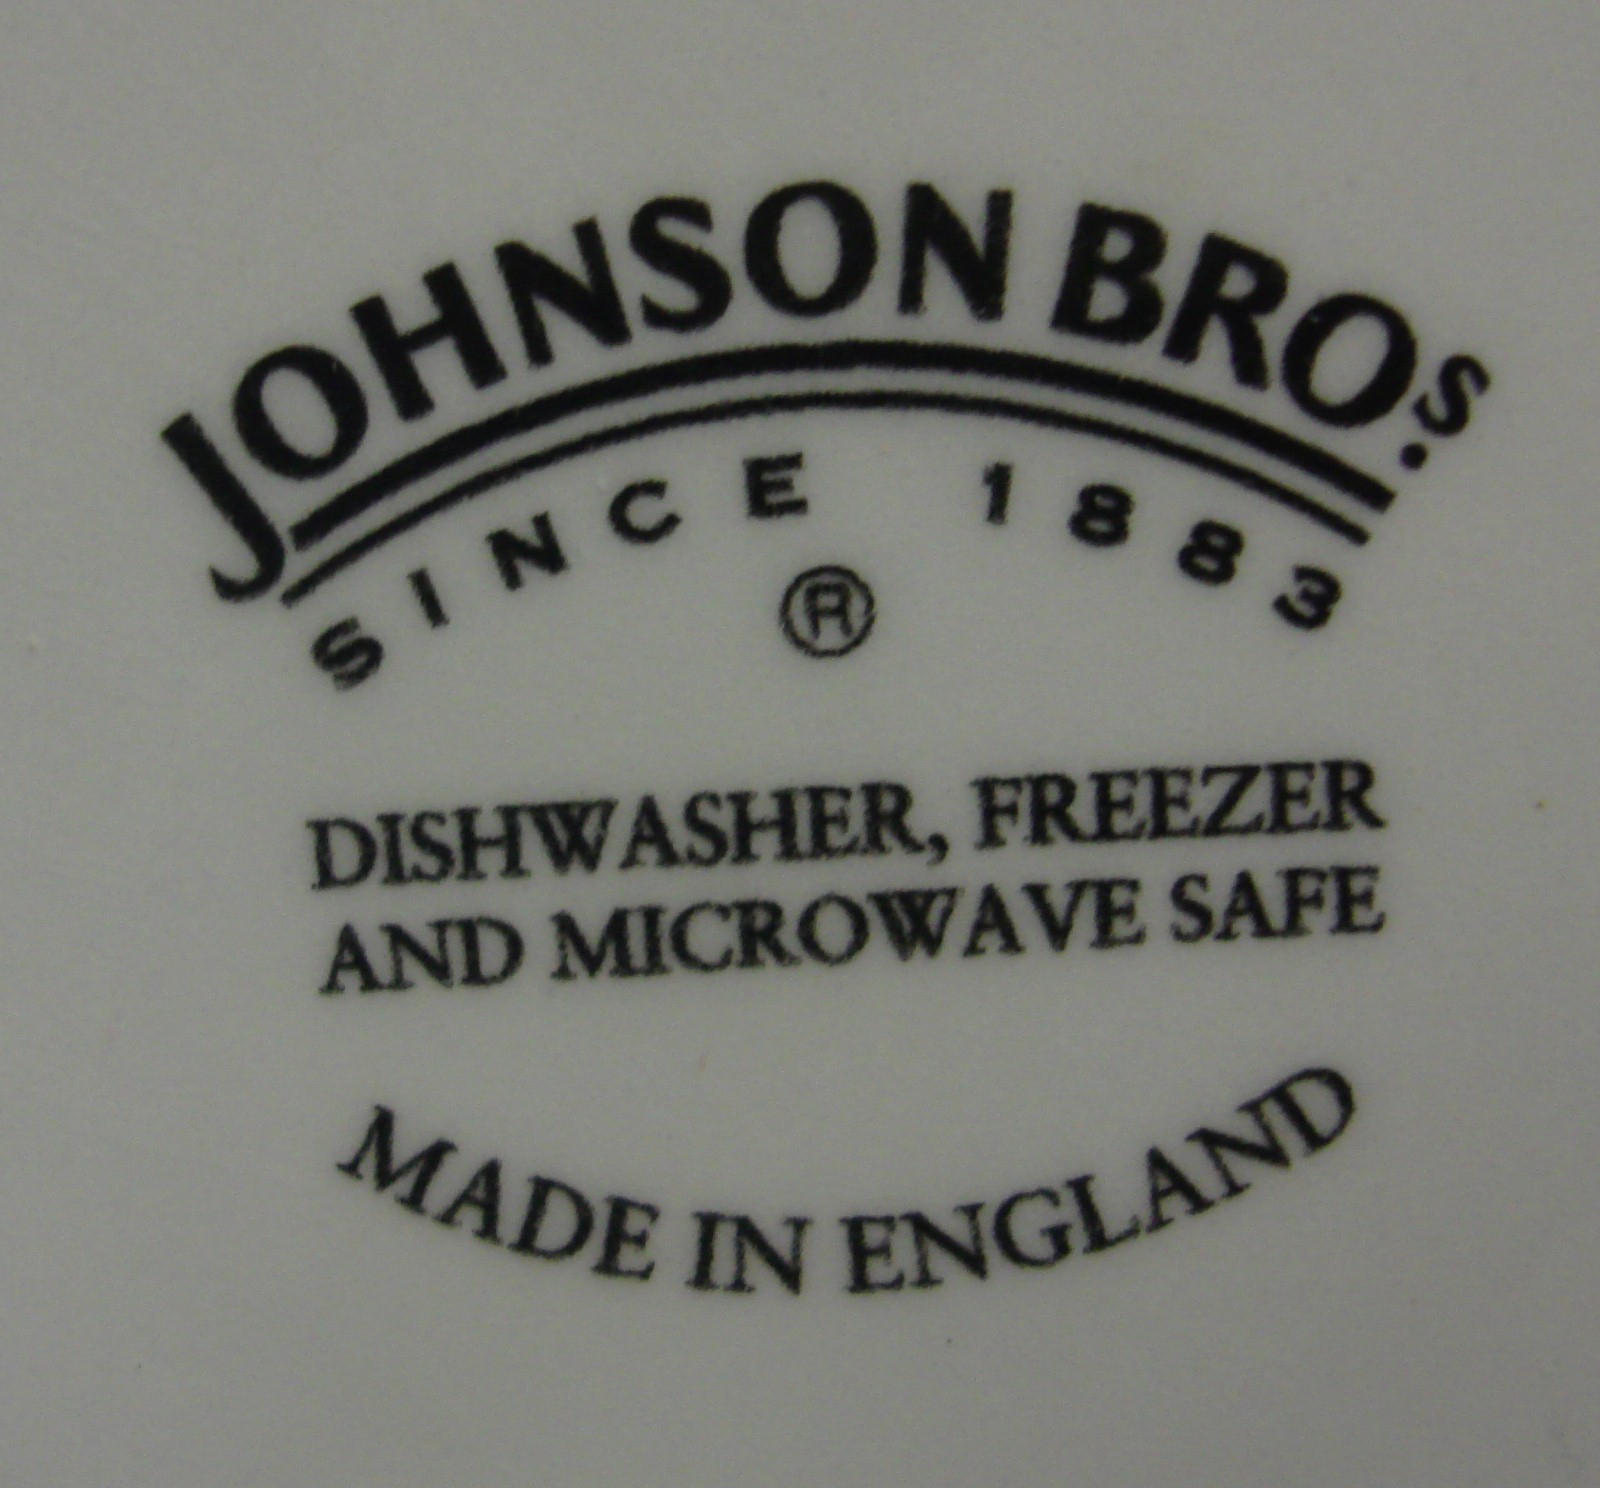 JOHNSON BROS.
SINCE 1883
®
DISHWASHER, FREEZER
AND MICROWAVE SAFE
MADE IN ENGLAND